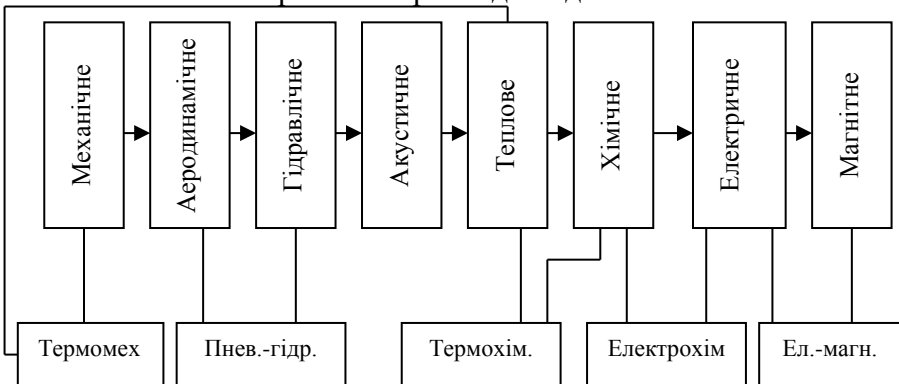 Механічне
Аеродинамічне
Гідравлічне
Акустичне
Теплове
Хімічне
Електричне
Магнітне
Термомех
Пнев.-гідр.
Термохім.
Електрохім
Ел.-магн.